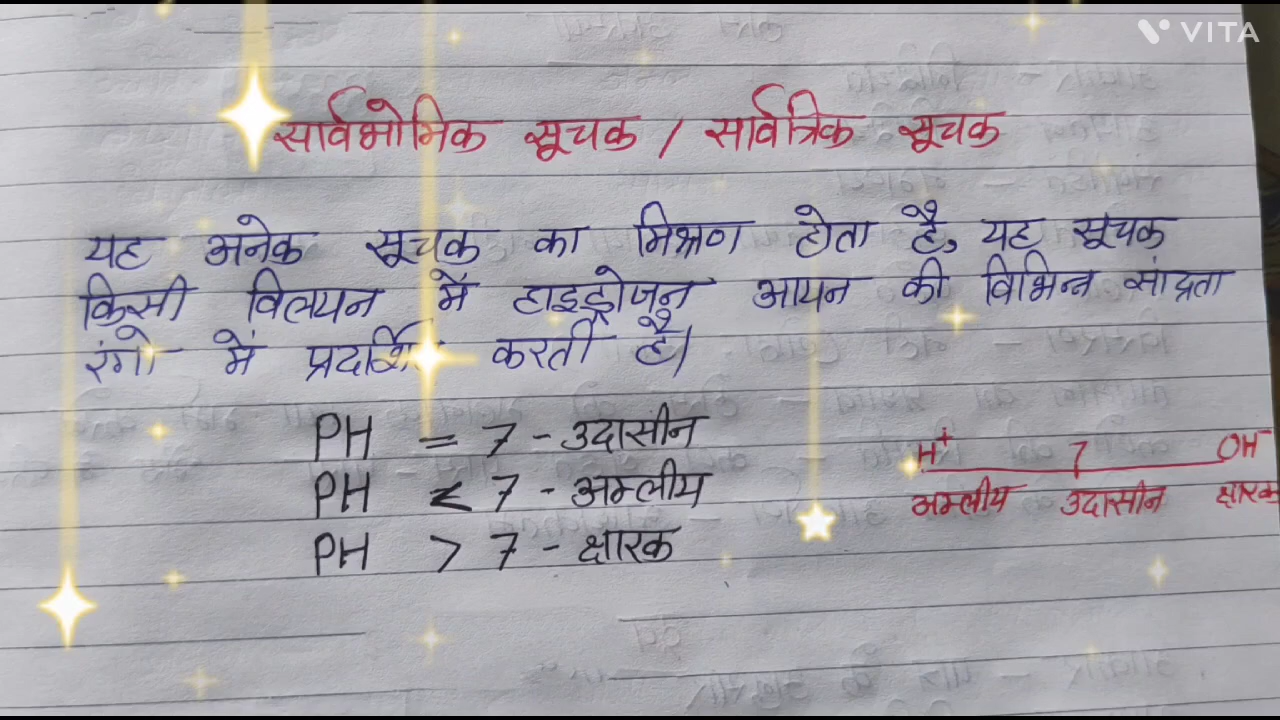 VITA
सार्वभोमिक सूचक / सार्वत्रिक सूचक
यह अनेक सूचक का मिश्रण होता है, यह सूचक
किसी विलयन में हाइड्रोजन आयन की विभिन्न सांद्रता
रंगो में करती है।
PH = 7 - उदासीन
PH < 7 - अम्लीय
PH > 7 - क्षारक
H⁺ 7 OH⁻
अम्लीय उदासीन क्षारक